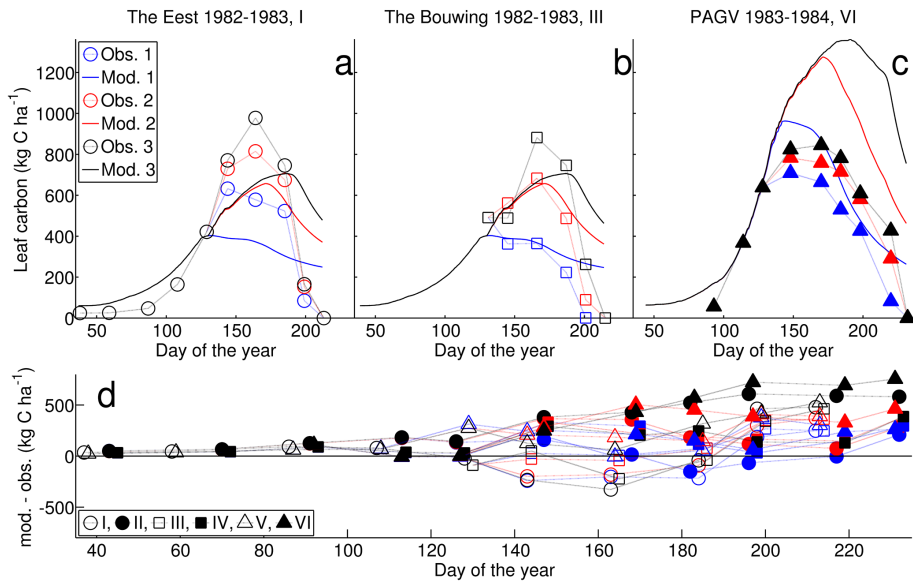 The Eest 1982-1983, I
The Bouwing 1982-1983, III
PAGV 1983-1984, VI
a
b
c
Obs. 1
Mod. 1
Obs. 2
Mod. 2
Obs. 3
Mod. 3
Leaf carbon (kg C ha⁻¹)
1200
1000
800
600
400
200
0
50 100 150 200
50 100 150 200
50 100 150 200
Day of the year
Day of the year
Day of the year
d
mod. - obs. (kg C ha⁻¹)
500
0
-500
I, II, III, IV, V, VI
40 60 80 100 120 140 160 180 200 220
Day of the year